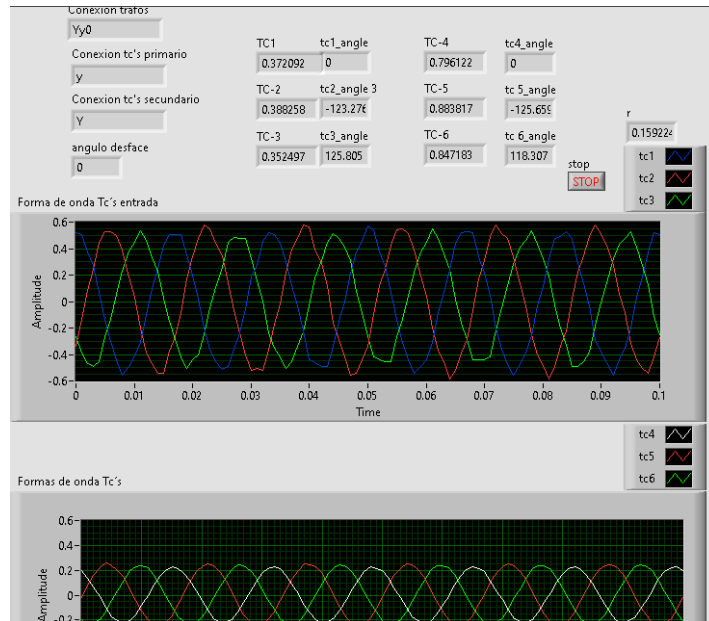 Conexion trafos
Yy0
Conexion tc's primario
y
Conexion tc's secundario
Y
angulo desface
0
TC1 tc1_angle
0.372092 0
TC-2 tc2_angle 3
0.388258 -123.276
TC-3 tc3_angle
0.352497 125.805
TC-4 tc4_angle
0.796122 0
TC-5 tc 5_angle
0.883817 -125.659
TC-6 tc 6_angle
0.847183 118.307
stop
STOP
r
0.159224
tc1
tc2
tc3
Forma de onda Tc´s entrada
Amplitude
0.6
0.4
0.2
0
-0.2
-0.4
-0.6
0 0.01 0.02 0.03 0.04 0.05 0.06 0.07 0.08 0.09 0.1
Time
tc4
tc5
tc6
Formas de onda Tc´s
Amplitude
0.6
0.4
0.2
0
-0.2